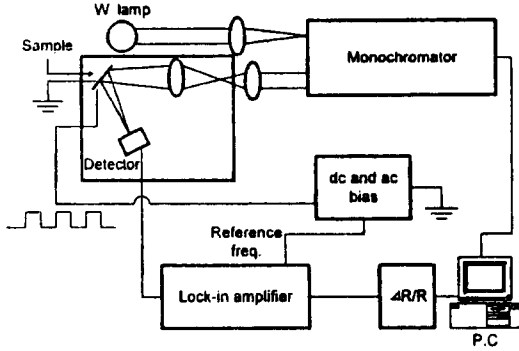 W lamp
Sample
Monochromator
Detector
dc and ac
bias
Reference
freq.
Lock-in amplifier
ΔR/R
P.C